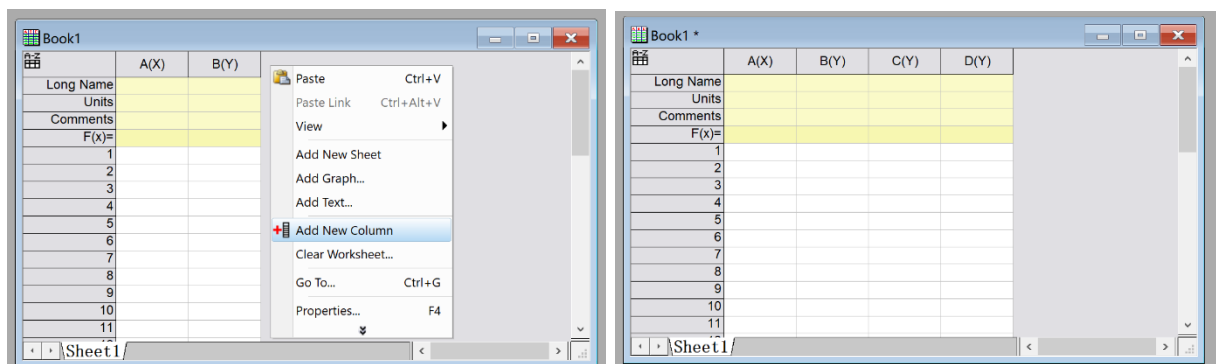 Book1
A(X) B(Y)
Long Name
Units
Comments
F(x)=
1
2
3
4
5
6
7
8
9
10
11
Sheet1
Paste Ctrl+V
Paste Link Ctrl+Alt+V
View
Add New Sheet
Add Graph...
Add Text...
Add New Column
Clear Worksheet...
Go To... Ctrl+G
Properties... F4
Book1 *
A(X) B(Y) C(Y) D(Y)
Long Name
Units
Comments
F(x)=
1
2
3
4
5
6
7
8
9
10
11
Sheet1